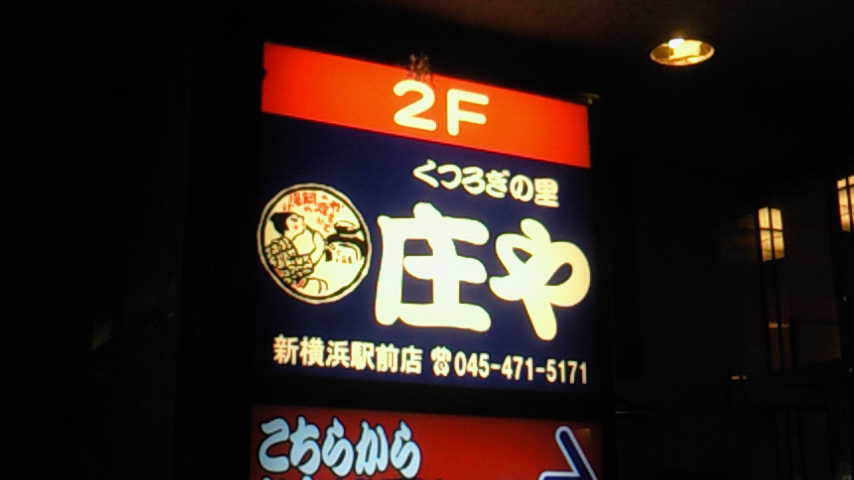 2F
くつろぎの里
庄や
新横浜駅前店 ☎045-471-5171
こちらから